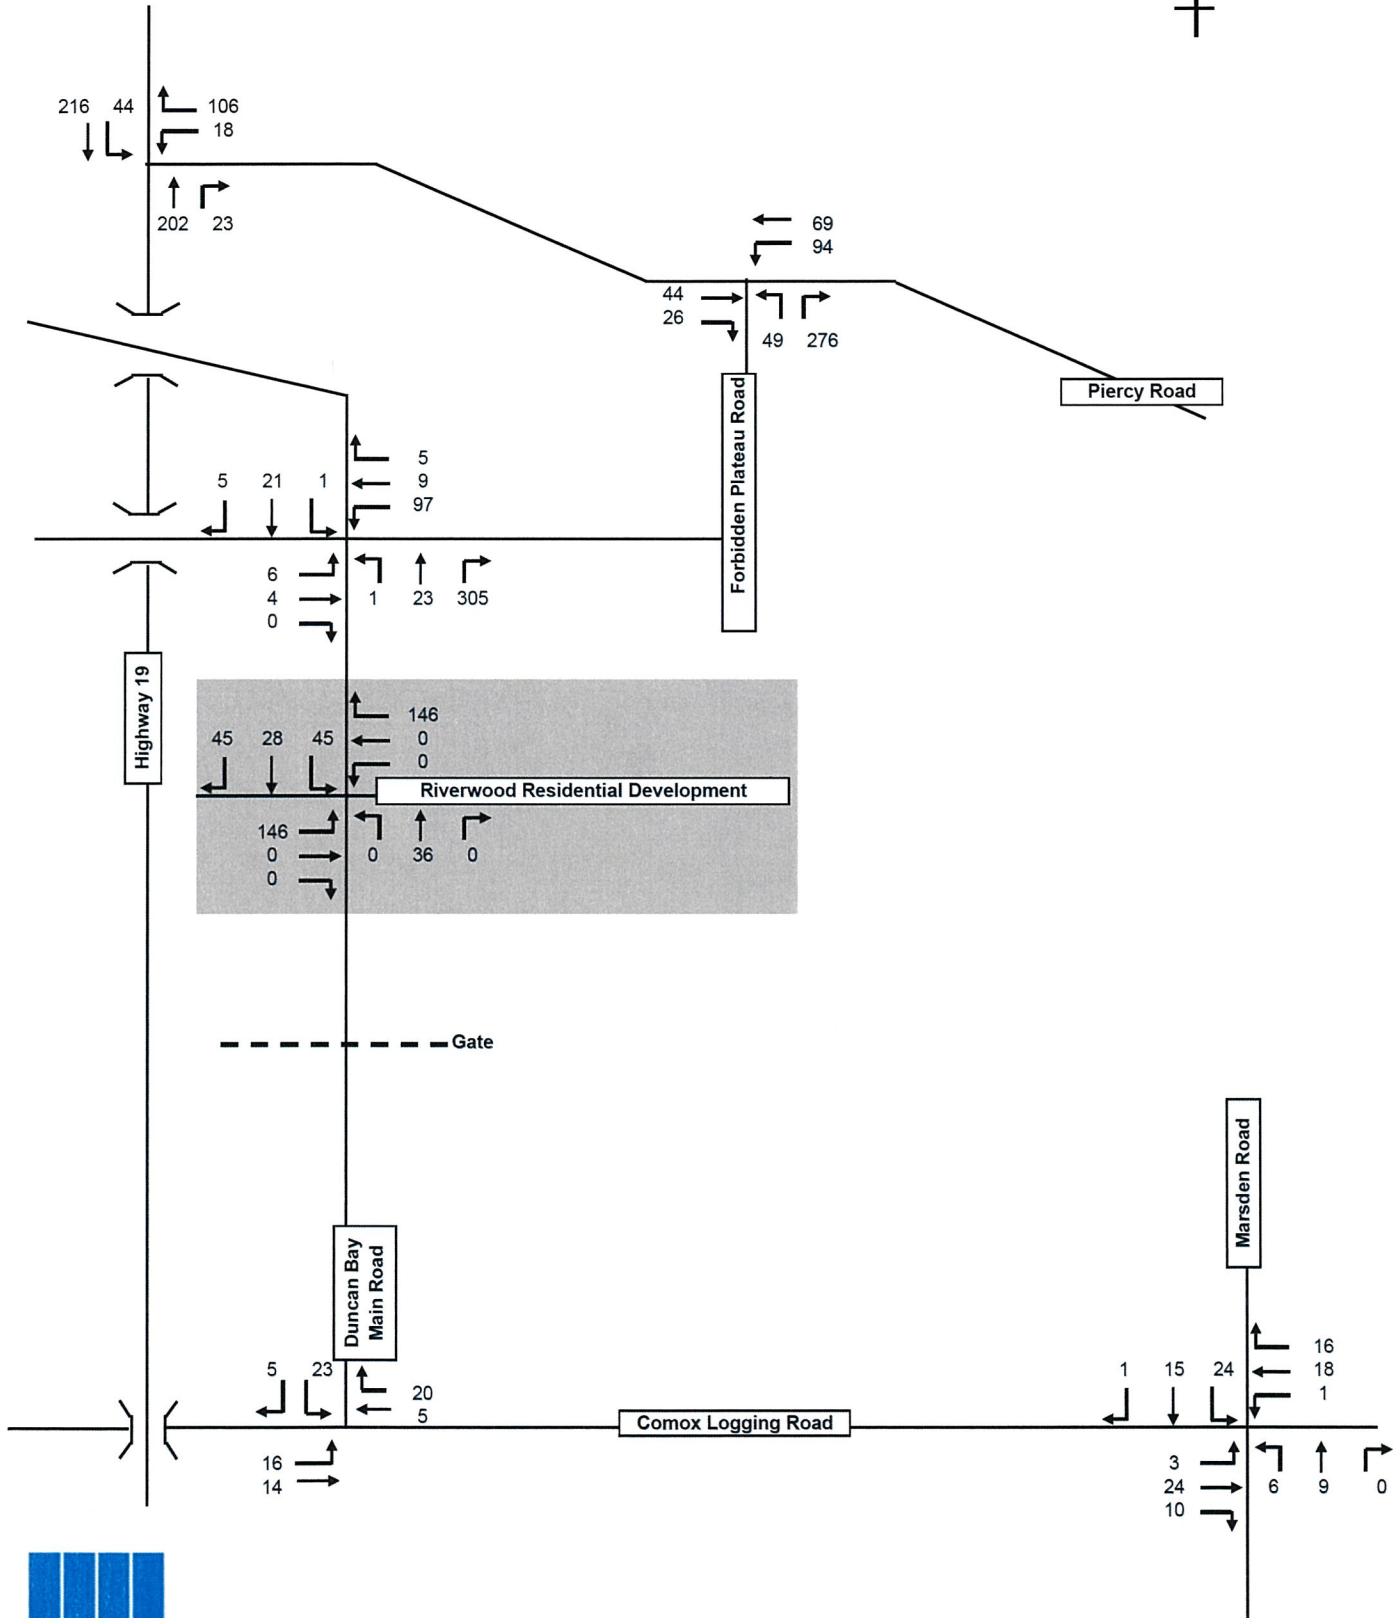 216 44 106
18
202 23
69
94
44
26
49 276
Piercy Road
Forbidden Plateau Road
5
9
97
5 21 1
6
4
0
1 23 305
Highway 19
146
0
0
45 28 45
Riverwood Residential Development
146
0
0
0 36 0
Gate
Marsden Road
Duncan Bay
Main Road
5 23
20
5
16
14
Comox Logging Road
16
18
1
1 15 24
3
24
10
6 9 0